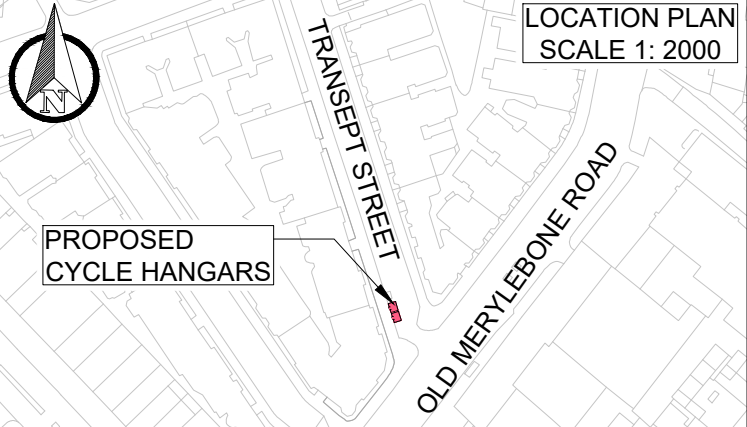 LOCATION PLAN
SCALE 1: 2000
N
TRANSEPT STREET
PROPOSED
CYCLE HANGARS
OLD MERYLEBONE ROAD